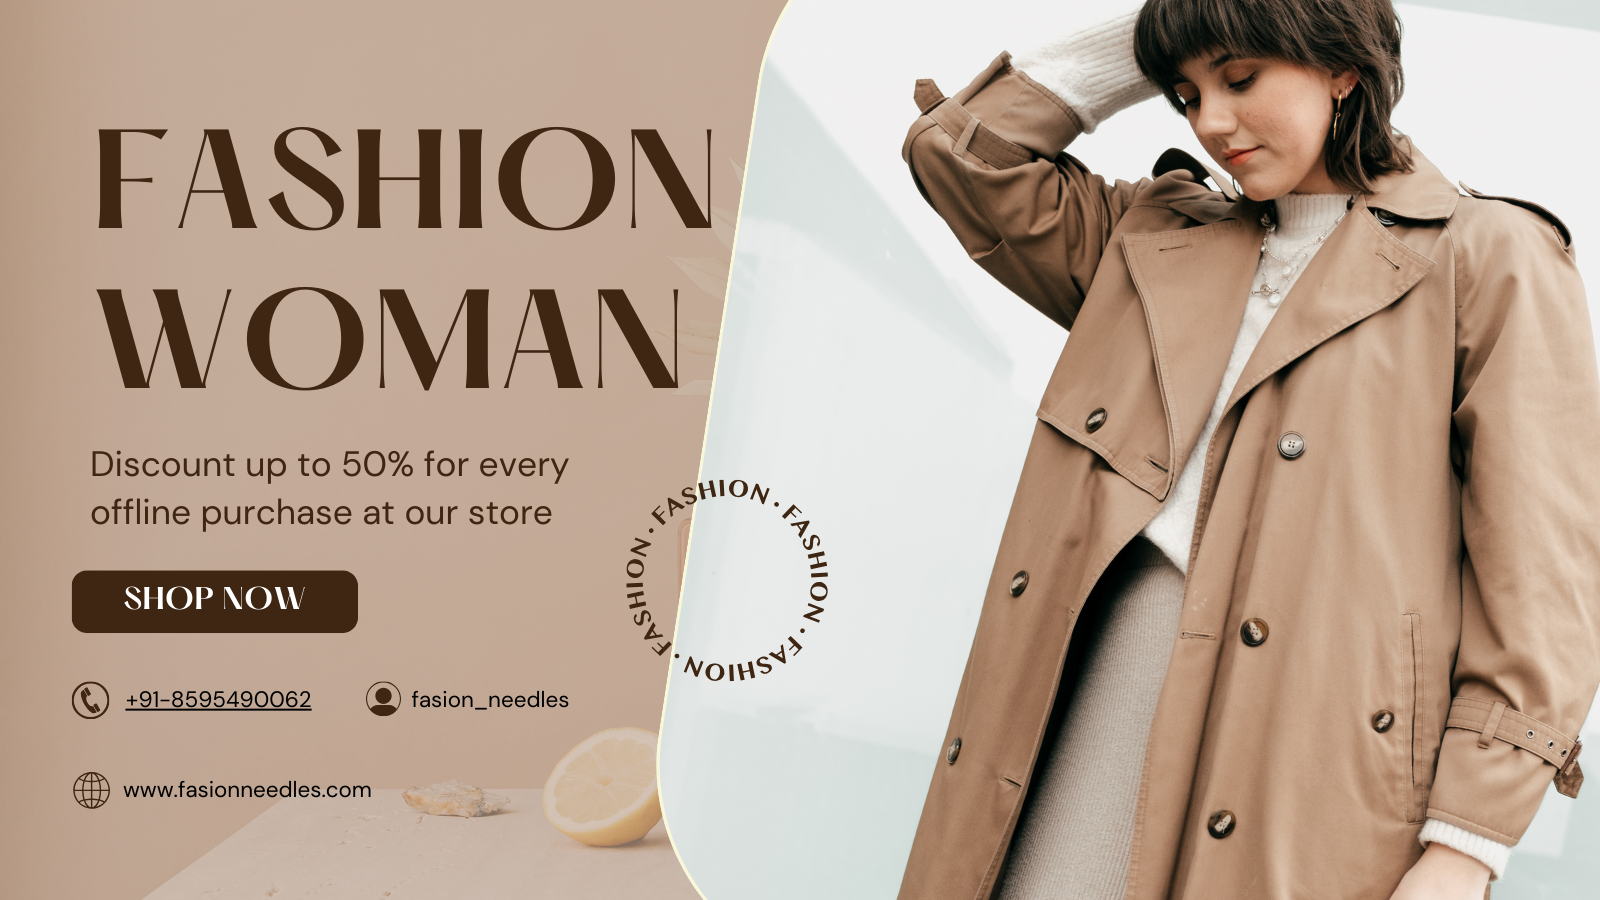 FASHION
WOMAN
Discount up to 50% for every
offline purchase at our store
SHOP NOW
+91-8595490062
fasion_needles
www.fasionneedles.com
FASHION · FASHION · FASHION · FASHION ·